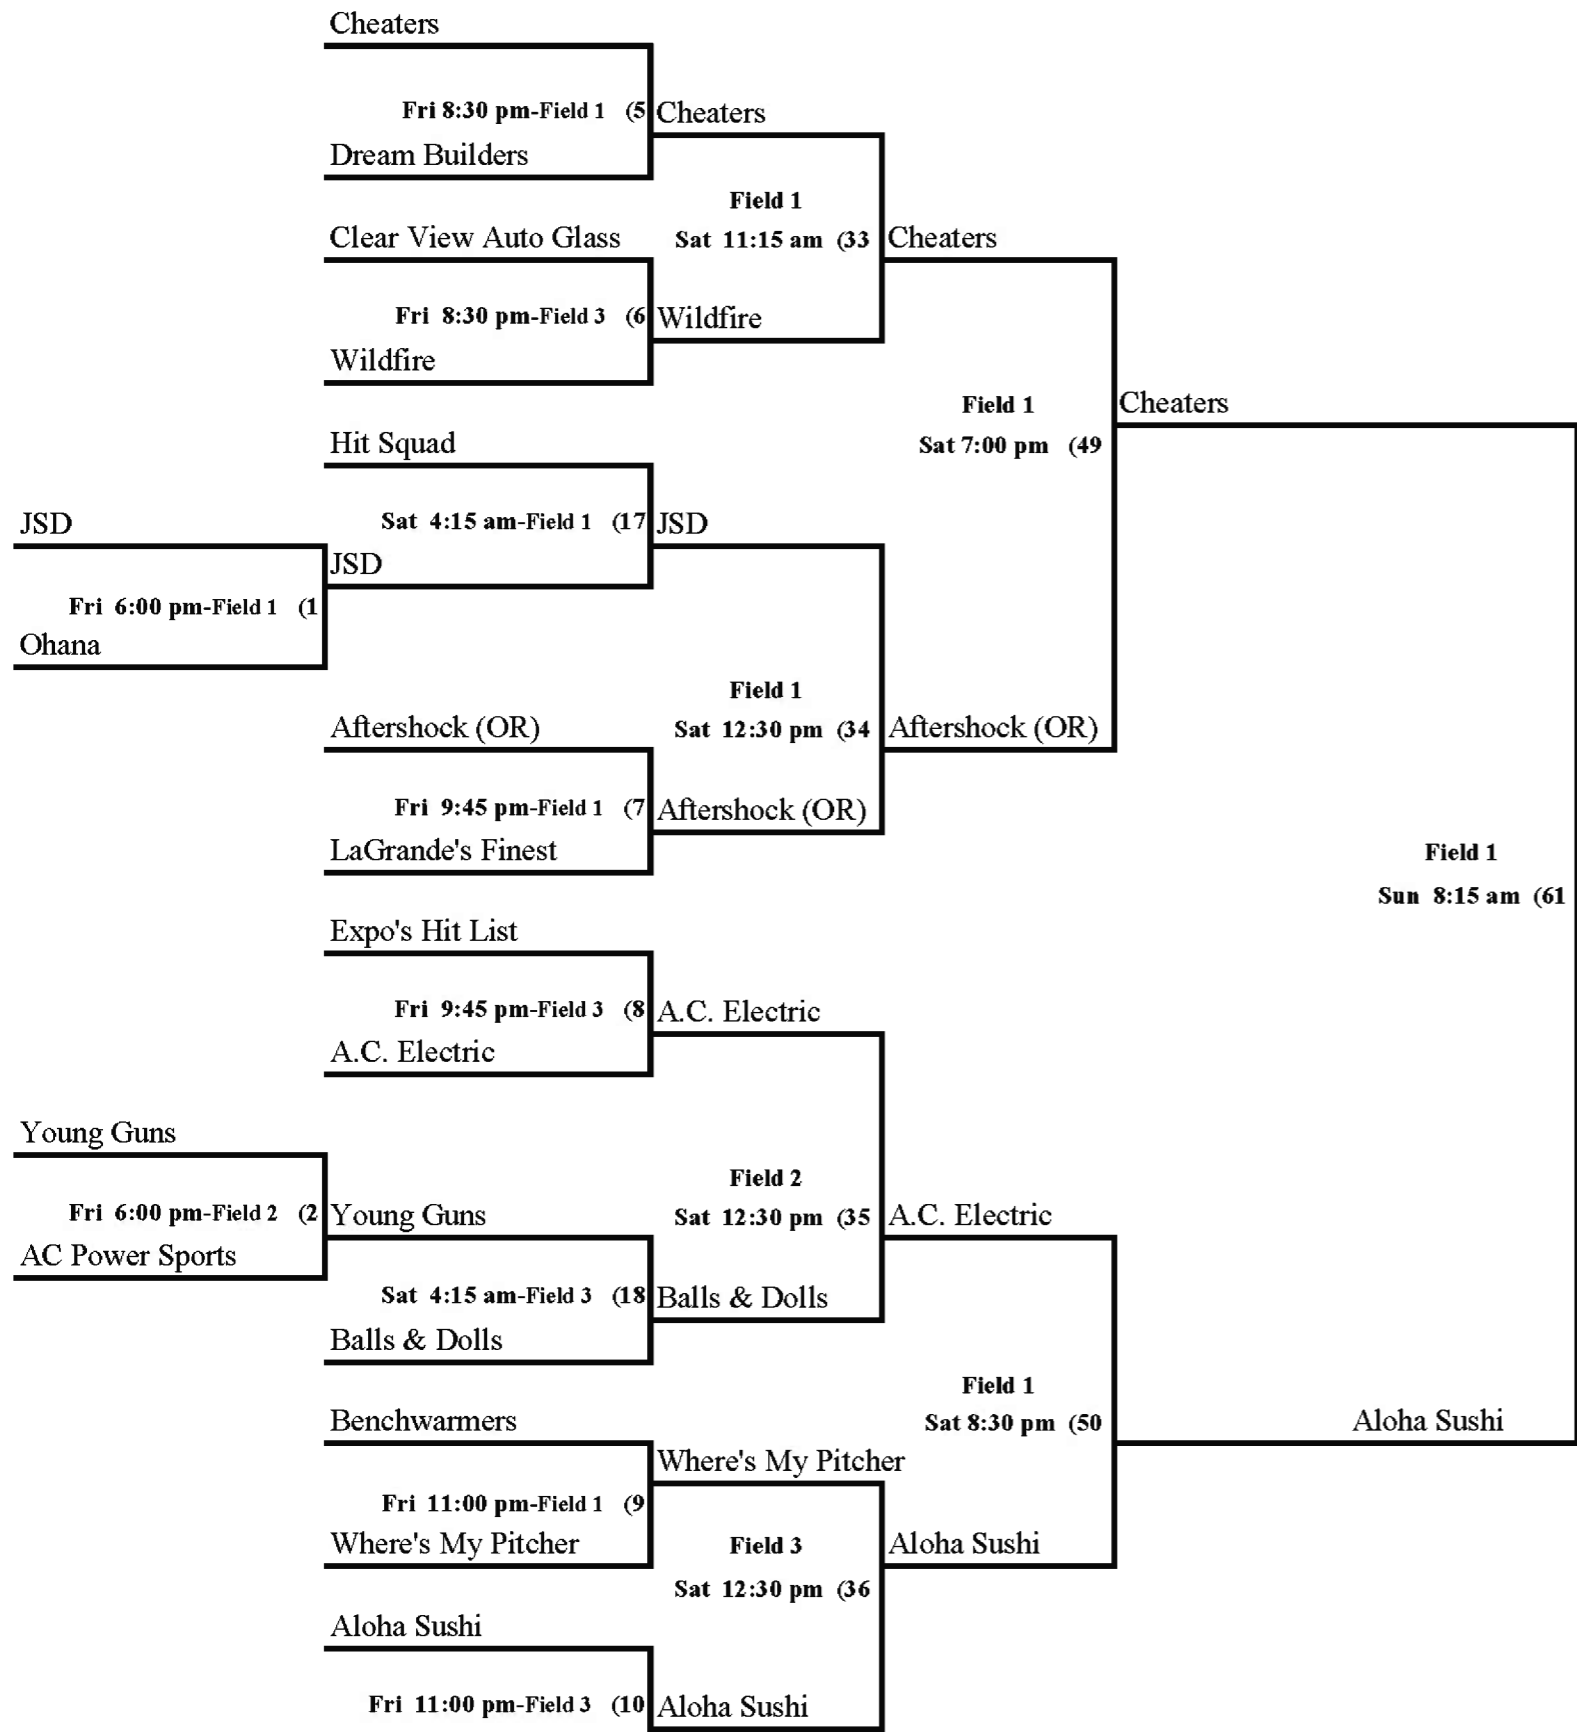 Cheaters
Fri 8:30 pm-Field 1 (5
Cheaters
Dream Builders
Field 1
Clear View Auto Glass
Sat 11:15 am (33
Cheaters
Fri 8:30 pm-Field 3 (6
Wildfire
Wildfire
Field 1
Cheaters
Hit Squad
Sat 7:00 pm (49
JSD
Sat 4:15 am-Field 1 (17
JSD
JSD
Fri 6:00 pm-Field 1 (1
Ohana
Field 1
Aftershock (OR)
Sat 12:30 pm (34
Aftershock (OR)
Fri 9:45 pm-Field 1 (7
Aftershock (OR)
LaGrande's Finest
Field 1
Sun 8:15 am (61
Expo's Hit List
Fri 9:45 pm-Field 3 (8
A.C. Electric
A.C. Electric
Young Guns
Field 2
Fri 6:00 pm-Field 2 (2
Young Guns
Sat 12:30 pm (35
A.C. Electric
AC Power Sports
Sat 4:15 am-Field 3 (18
Balls & Dolls
Balls & Dolls
Field 1
Benchwarmers
Sat 8:30 pm (50
Aloha Sushi
Where's My Pitcher
Fri 11:00 pm-Field 1 (9
Where's My Pitcher
Field 3
Aloha Sushi
Sat 12:30 pm (36
Aloha Sushi
Fri 11:00 pm-Field 3 (10
Aloha Sushi